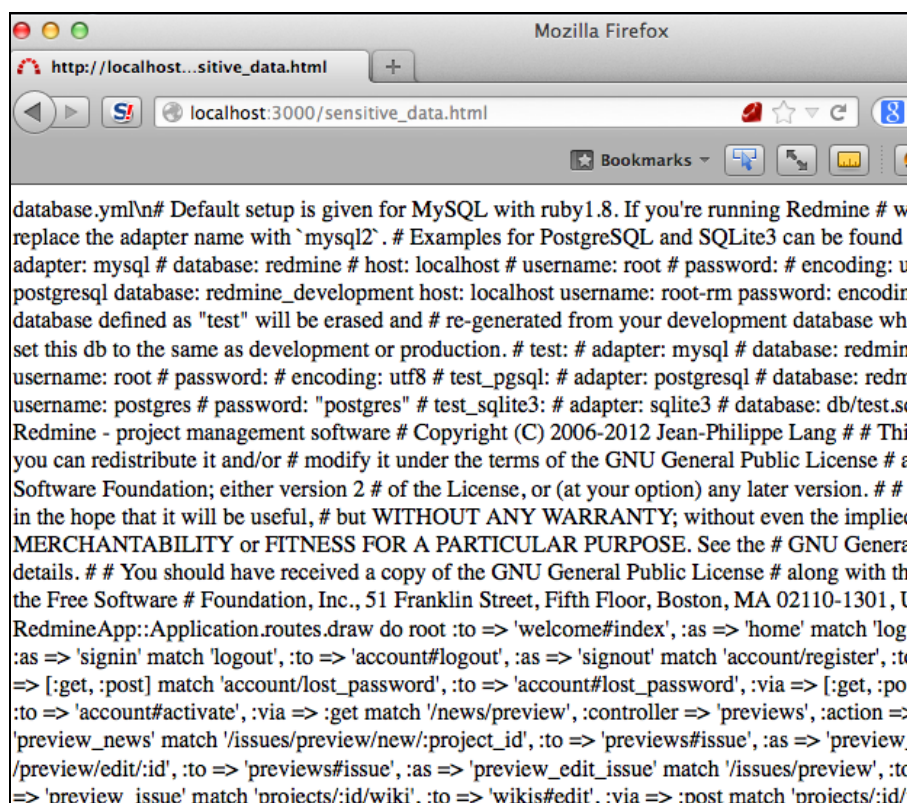 Mozilla Firefox
http://localhost...sitive_data.html
localhost:3000/sensitive_data.html
Bookmarks
database.yml\n# Default setup is given for MySQL with ruby1.8. If you're running Redmine #
replace the adapter name with `mysql2`. # Examples for PostgreSQL and SQLite3 can be found
adapter: mysql # database: redmine # host: localhost # username: root # password: # encoding:
postgresql database: redmine_development host: localhost username: root-rm password:
database defined as "test" will be erased and # re-generated from your development database
set this db to the same as development or production. # test: # adapter: mysql # database:
username: root # password: # encoding: utf8 # test_pgsql: # adapter: postgresql # database:
username: postgres # password: "postgres" # test_sqlite3: # adapter: sqlite3 # database:
Redmine - project management software # Copyright (C) 2006-2012 Jean-Philippe Lang # #
you can redistribute it and/or # modify it under the terms of the GNU General Public License #
Software Foundation; either version 2 # of the License, or (at your option) any later version. # #
in the hope that it will be useful, # but WITHOUT ANY WARRANTY; without even the
MERCHANTABILITY or FITNESS FOR A PARTICULAR PURPOSE. See the # GNU
details. # # You should have received a copy of the GNU General Public License # along with
the Free Software # Foundation, Inc., 51 Franklin Street, Fifth Floor, Boston, MA 02110-1301,
RedmineApp::Application.routes.draw do root :to => 'welcome#index', :as => 'home' match
:as => 'signin' match 'logout', :to => 'account#logout', :as => 'signout' match 'account/register',
=> [:get, :post] match 'account/lost_password', :to => 'account#lost_password', :via => [:get,
:to => 'account#activate', :via => :get match '/news/preview', :controller => 'previews', :action =>
'preview_news' match '/issues/preview/new/:project_id', :to => 'previews#issue', :as =>
/preview/edit/:id', :to => 'previews#issue', :as => 'preview_edit_issue' match '/issues/preview',
=> 'preview_issue' match 'projects/:id/wiki', :to => 'wikis#edit', :via => :post match